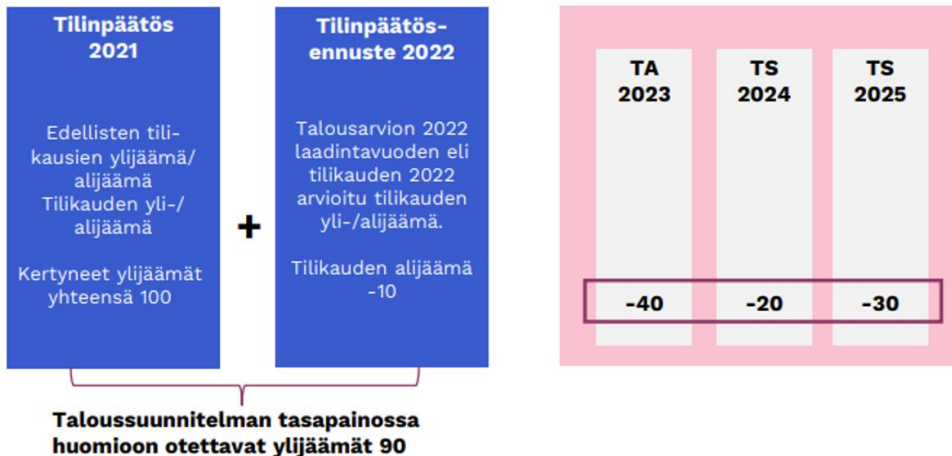 Tilinpäätös
2021
Edellisten tili-
kausien ylijäämä/
alijäämä
Tilikauden yli-/
alijäämä
Kertyneet ylijäämät
yhteensä 100
+
Tilinpäätös-
ennuste 2022
Talousarvion 2022
laadintavuoden eli
tilikauden 2022
arvioitu tilikauden
yli-/alijäämä.
Tilikauden alijäämä
-10
Taloussuunnitelman tasapainossa
huomioon otettavat ylijäämät 90
TA
2023
-40
TS
2024
-20
TS
2025
-30